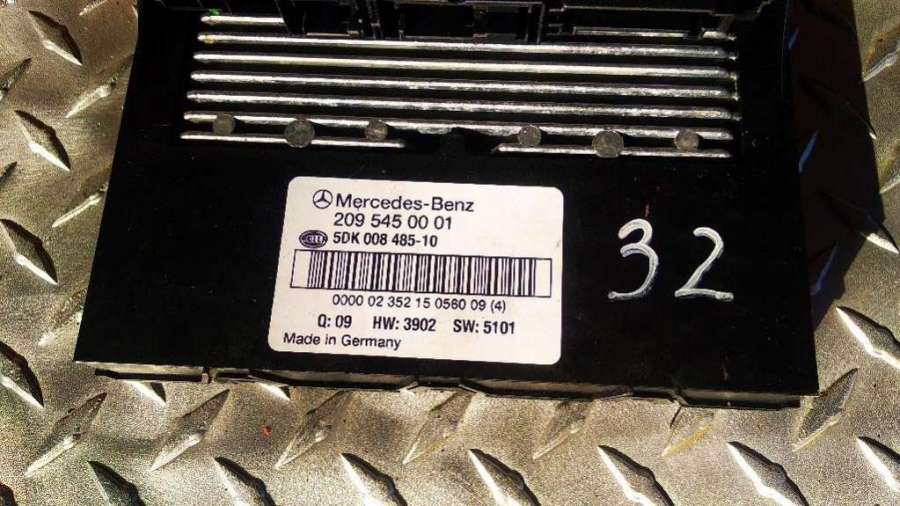 Mercedes-Benz
209 545 00 01
5DK 008 485-10
0000 02 352 15 0560 09 (4)
Q: 09 HW: 3902 SW: 5101
Made in Germany
32